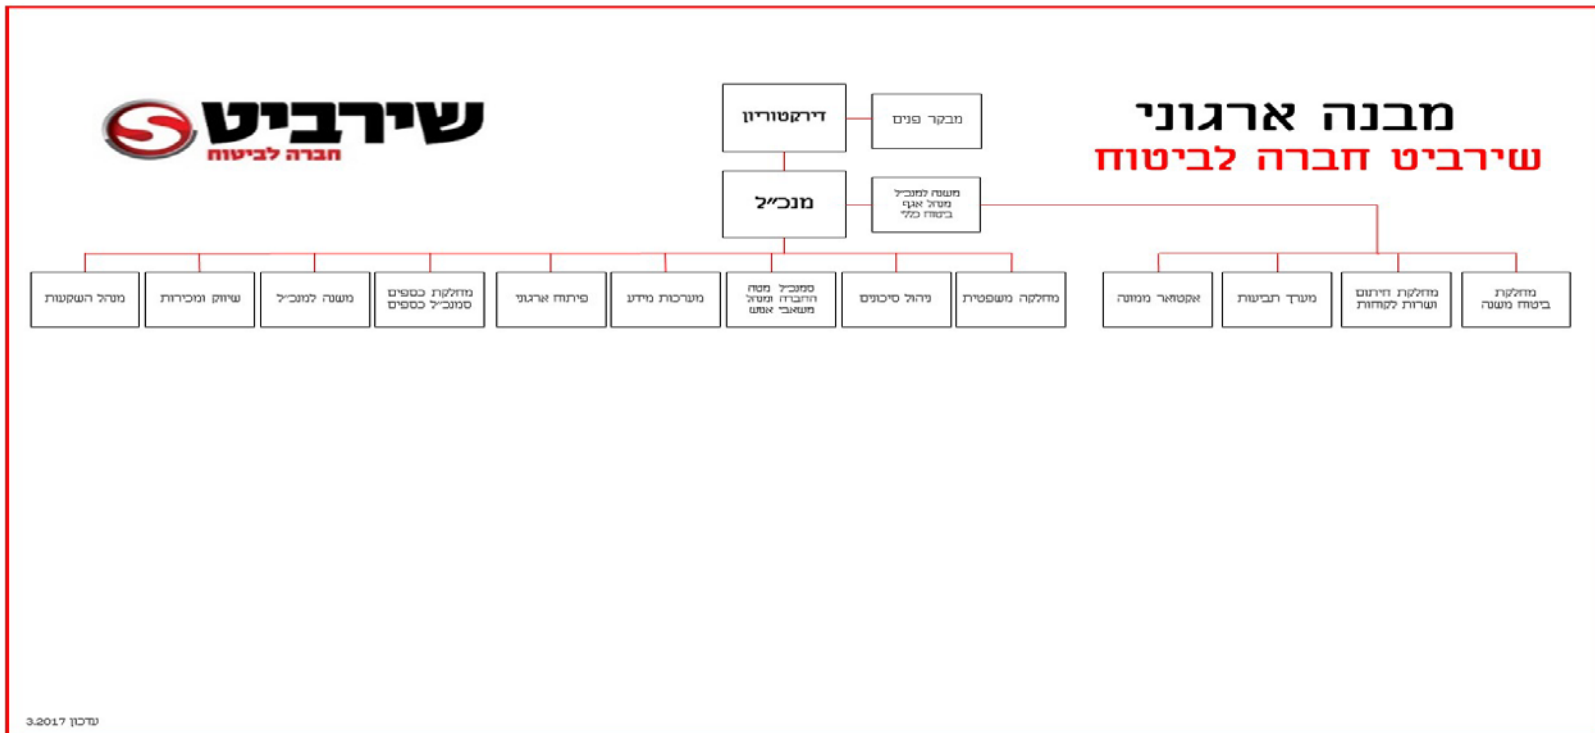 מבנה ארגוני
שירביט חברה לביטוח
שירביט
חברה לביטוח
דירקטוריון
מבקר פנים
מנכ״ל
משנה למנכ״ל
מנהל אגף
ביטוח כללי
מחלקת
ביטוח משנה
מחלקת חיתום
ושרות לקוחות
מערך תביעות
אקטואר ממונה
מחלקה משפטית
ניהול סיכונים
סמנכ״ל מטה
החברה ומנהל
משאבי אנוש
מערכות מידע
פיתוח ארגוני
מחלקת כספים
סמנכ״ל כספים
משנה למנכ״ל
שיווק ומכירות
מנהל השקעות
עדכון 3.2017